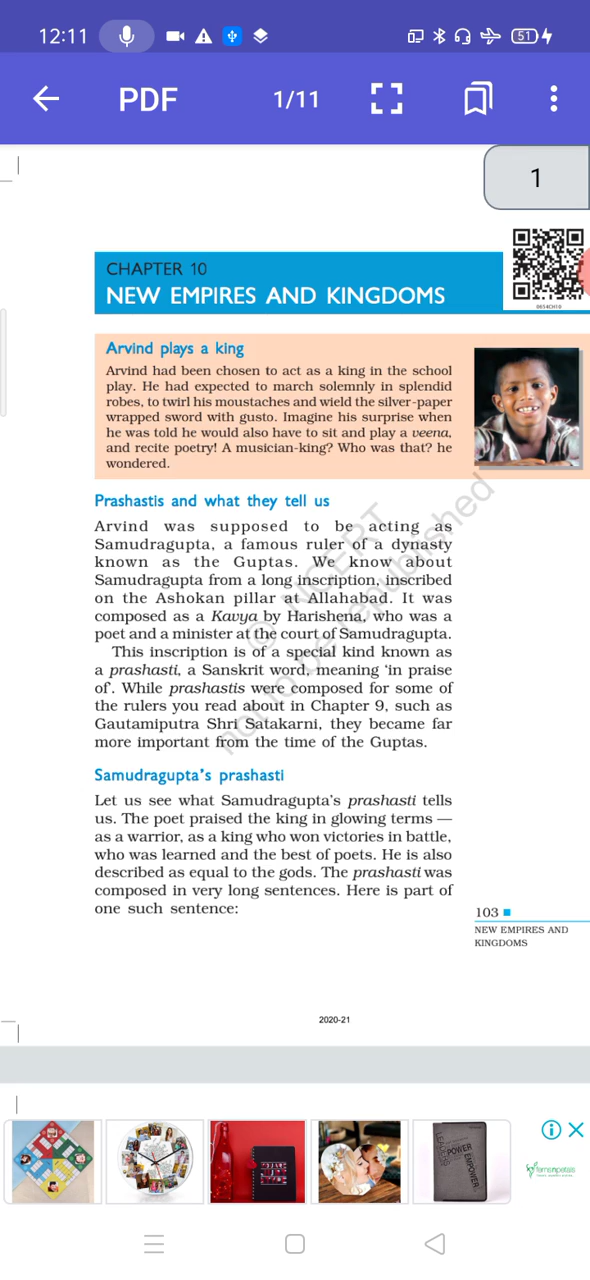 12:11
51
PDF
1/11
1
CHAPTER 10
NEW EMPIRES AND KINGDOMS
0654CH10
Arvind plays a king
Arvind had been chosen to act as a king in the school
play. He had expected to march solemnly in splendid
robes, to twirl his moustaches and wield the silver-paper
wrapped sword with gusto. Imagine his surprise when
he was told he would also have to sit and play a veena,
and recite poetry! A musician-king? Who was that? he
wondered.
Prashastis and what they tell us
Arvind was supposed to be acting as
Samudragupta, a famous ruler of a dynasty
known as the Guptas. We know about
Samudragupta from a long inscription, inscribed
on the Ashokan pillar at Allahabad. It was
composed as a Kavya by Harishena, who was a
poet and a minister at the court of Samudragupta.
This inscription is of a special kind known as
a prashasti, a Sanskrit word, meaning ‘in praise
of’. While prashastis were composed for some of
the rulers you read about in Chapter 9, such as
Gautamiputra Shri Satakarni, they became far
more important from the time of the Guptas.
© NCERT
not to be republished
Samudragupta’s prashasti
Let us see what Samudragupta’s prashasti tells
us. The poet praised the king in glowing terms —
as a warrior, as a king who won victories in battle,
who was learned and the best of poets. He is also
described as equal to the gods. The prashasti was
composed in very long sentences. Here is part of
one such sentence:
103
NEW EMPIRES AND
KINGDOMS
2020-21
LEADERS
POWER
EMPOWER
fernsnpetals